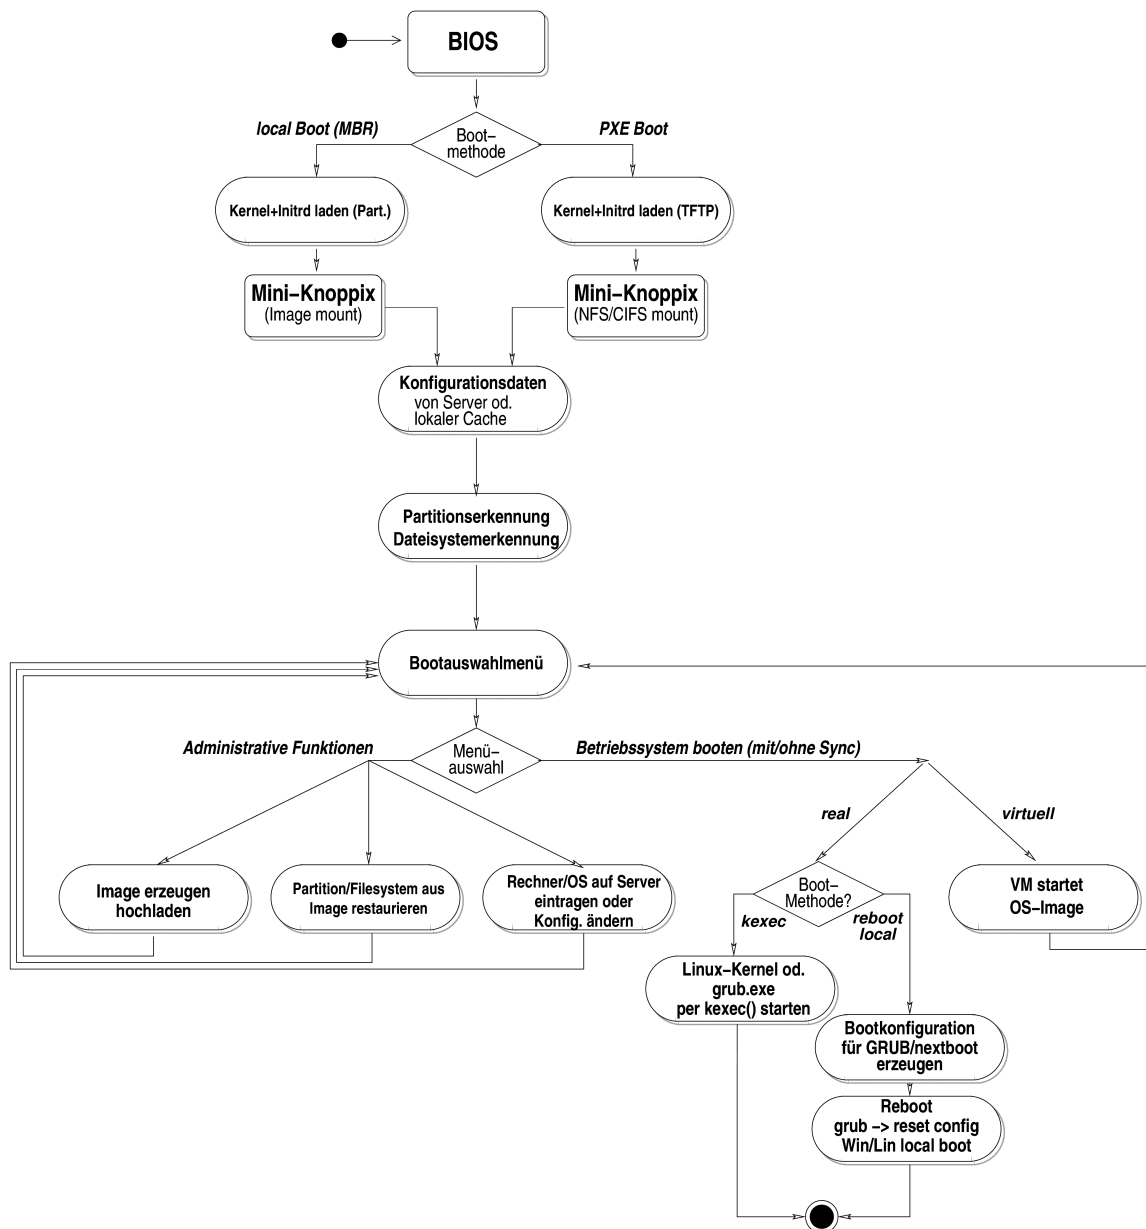 BIOS
local Boot (MBR)
PXE Boot
Boot–
methode
Kernel+Initrd laden (Part.)
Kernel+Initrd laden (TFTP)
Mini–Knoppix
(Image mount)
Mini–Knoppix
(NFS/CIFS mount)
Konfigurationsdaten
von Server od.
lokaler Cache
Partitionserkennung
Dateisystemerkennung
Bootauswahlmenü
Administrative Funktionen
Menü–
auswahl
Betriebssystem booten (mit/ohne Sync)
real
virtuell
Image erzeugen
hochladen
Partition/Filesystem aus
Image restaurieren
Rechner/OS auf Server
eintragen oder
Konfig. ändern
Boot–
Methode?
VM startet
OS–Image
kexec
reboot
local
Linux–Kernel od.
grub.exe
per kexec() starten
Bootkonfiguration
für GRUB/nextboot
erzeugen
Reboot
grub –> reset config
Win/Lin local boot